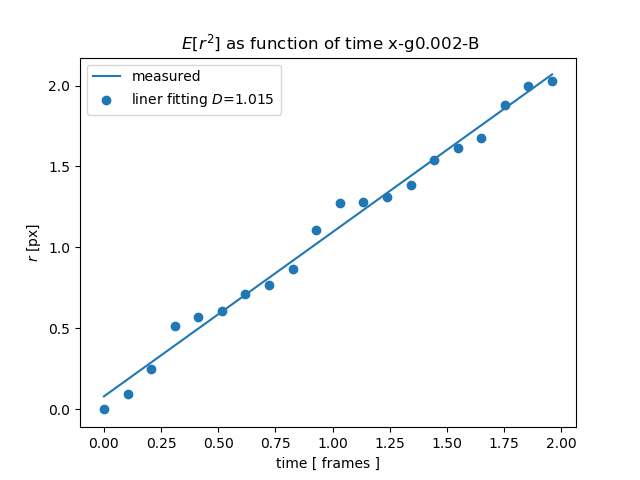 E[r²] as function of time x-g0.002-B
measured
liner fitting D=1.015
2.0
1.5
1.0
0.5
0.0
r [px]
0.00 0.25 0.50 0.75 1.00 1.25 1.50 1.75 2.00
time [ frames ]